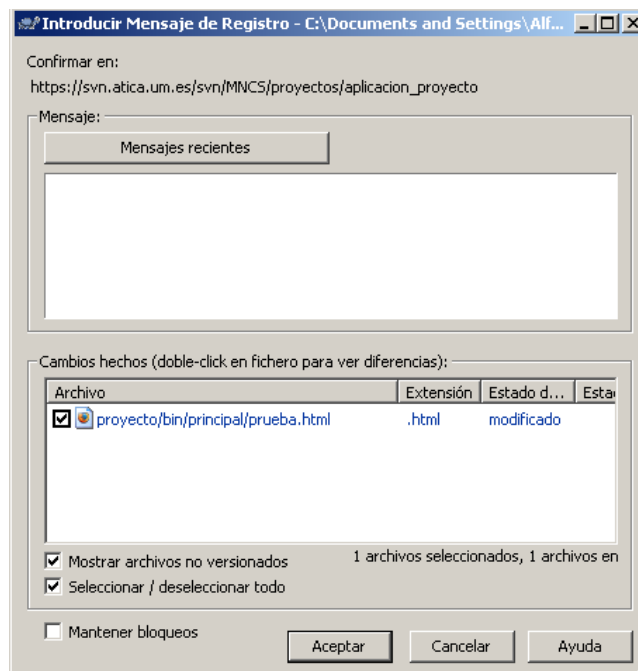 Introducir Mensaje de Registro - C:\Documents and Settings\Alf...
Confirmar en:
https://svn.atica.um.es/svn/MNCS/proyectos/aplicacion_proyecto
Mensaje:
Mensajes recientes
Cambios hechos (doble-click en fichero para ver diferencias):
Archivo Extensión Estado d... Estad
proyecto/bin/principal/prueba.html .html modificado
Mostrar archivos no versionados 1 archivos seleccionados, 1 archivos en
Seleccionar / deseleccionar todo
Mantener bloqueos
Aceptar Cancelar Ayuda